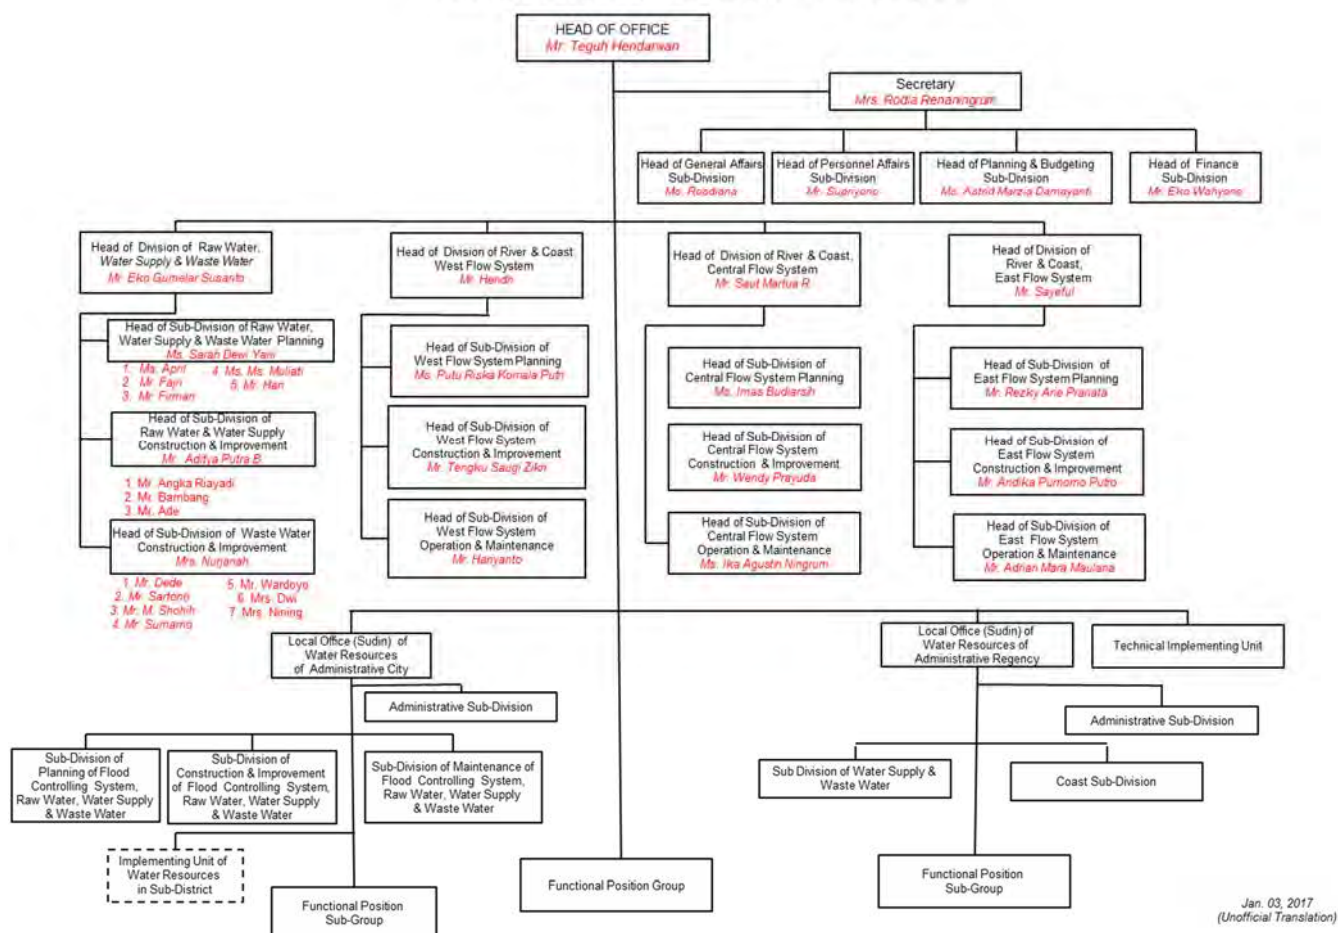 HEAD OF OFFICE
Mr. Teguh Hendarwan
Secretary
Mrs. Rodia Renaningrum
Head of General Affairs
Sub-Division
Ms. Rosdiana
Head of Personnel Affairs
Sub-Division
Mr. Supriyono
Head of Planning & Budgeting
Sub-Division
Ms. Astrid Marzia Damayanti
Head of Finance
Sub-Division
Mr. Eko Wahyono
Head of Division of Raw Water,
Water Supply & Waste Water
Mr. Eko Gumelar Susanto
Head of Division of River & Coast
West Flow System
Mr.
Head of Division of River & Coast,
Central Flow System
Mr. Saut Martua R.
Head of Division of
River & Coast,
East Flow System
Mr. Sayeful
Head of Sub-Division of Raw Water,
Water Supply & Waste Water Planning
Ms. Sarah Dewi Yani
1. Ms. April
2 Mr. Fajri
3. Mr. Firman
4. Ms. Ms. Muliati
5. Mr. Hari
Head of Sub-Division of
Raw Water & Water Supply
Construction & Improvement
Mr. Aditya Putra B.
1 Mr. Angka Riayadi
2 Mr. Bambang
3 Mr. Ade
Head of Sub-Division of Waste Water
Construction & Improvement
Mrs. Nurjanah
1. Mr. Dede
2. Mr. Sartono
3. Mr. M. Shohih
4. Mr. Sumarno
5. Mr. Wardoyo
6. Mrs. Dwi
7. Mrs. Nining
Head of Sub-Division of
West Flow System Planning
Ms. Putu Riska Komala Putri
Head of Sub-Division of
West Flow System
Construction & Improvement
Mr. Tengku Saugi Zikri
Head of Sub-Division of
West Flow System
Operation & Maintenance
Mr. Hariyanto
Head of Sub-Division of
Central Flow System Planning
Ms. Imas Budiarsih
Head of Sub-Division of
Central Flow System
Construction & Improvement
Mr. Wendy Prayuda
Head of Sub-Division of
Central Flow System
Operation & Maintenance
Ms. Ika Agustin Ningrum
Head of Sub-Division of
East Flow System Planning
Mr. Rezky Arie Pranata
Head of Sub-Division of
East Flow System
Construction & Improvement
Mr. Andika Purnomo Putro
Head of Sub-Division of
East Flow System
Operation & Maintenance
Mr. Adrian Mara Maulana
Local Office (Sudin) of
Water Resources
of Administrative City
Local Office (Sudin) of
Water Resources of
Administrative Regency
Technical Implementing Unit
Administrative Sub-Division
Administrative Sub-Division
Sub-Division of
Planning of Flood
Controlling System,
Raw Water, Water Supply
& Waste Water
Sub-Division of
Construction & Improvement
of Flood Controlling System,
Raw Water, Water Supply
& Waste Water
Sub-Division of Maintenance of
Flood Controlling System,
Raw Water, Water Supply
& Waste Water
Sub Division of Water Supply &
Waste Water
Coast Sub-Division
Implementing Unit of
Water Resources
in Sub-District
Functional Position
Sub-Group
Functional Position Group
Functional Position
Sub-Group
Jan. 03, 2017
(Unofficial Translation)